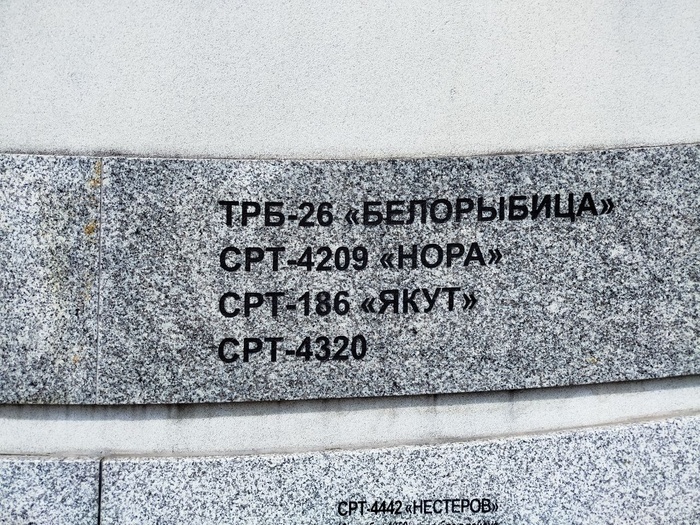 ТРБ-26 «БЕЛОРЫБИЦА»
СРТ-4209 «НОРА»
СРТ-186 «ЯКУТ»
СРТ-4320
СРТ-4442 «НЕСТЕРОВ»